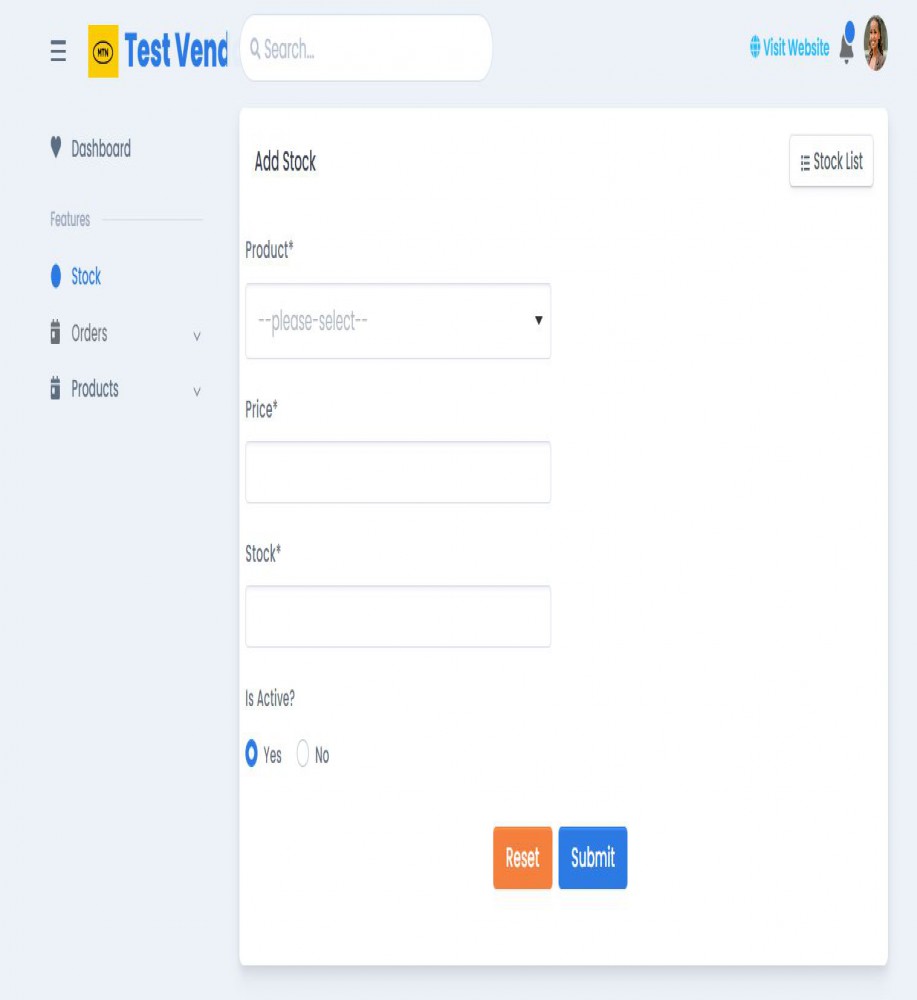 MTN
Test Vend
Search...
Visit Website
Dashboard
Features
Stock
Orders
Products
Add Stock
Stock List
Product*
--please-select--
Price*
Stock*
Is Active?
Yes No
Reset Submit